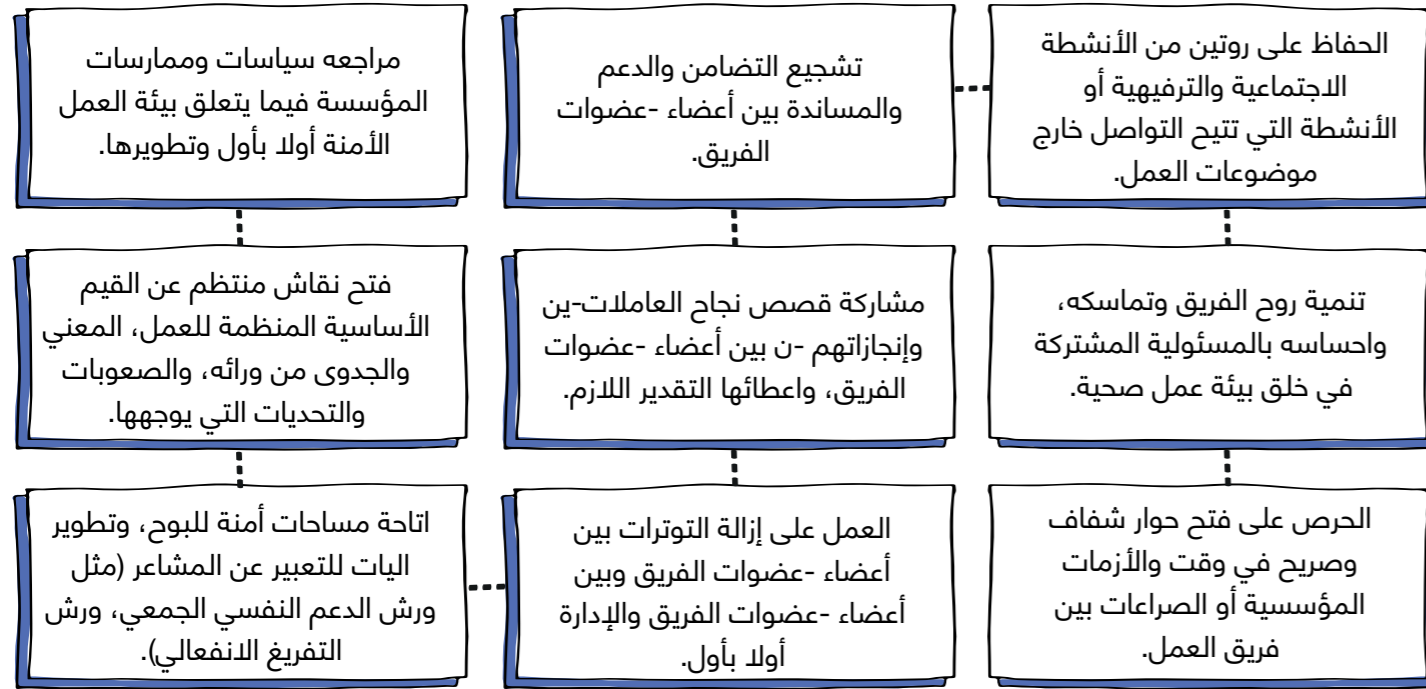 الحفاظ على روتين من الأنشطة
الاجتماعية والترفيهية أو
الأنشطة التي تتيح التواصل خارج
موضوعات العمل.
تشجيع التضامن والدعم
والمساندة بين أعضاء -عضوات
الفريق.
مراجعه سياسات وممارسات
المؤسسة فيما يتعلق بيئة العمل
الأمنة أولا بأول وتطويرها.
تنمية روح الفريق وتماسكه،
واحساسه بالمسئولية المشتركة
في خلق بيئة عمل صحية.
مشاركة قصص نجاح العاملات-ين
وإنجازاتهم -ن بين أعضاء -عضوات
الفريق، واعطائها التقدير اللازم.
فتح نقاش منتظم عن القيم
الأساسية المنظمة للعمل، المعني
والجدوى من ورائه، والصعوبات
والتحديات التي يوجهها.
الحرص على فتح حوار شفاف
وصريح في وقت والأزمات
المؤسسية أو الصراعات بين
فريق العمل.
العمل على إزالة التوترات بين
أعضاء -عضوات الفريق وبين
أعضاء -عضوات الفريق والإدارة
أولا بأول.
اتاحة مساحات أمنة للبوح، وتطوير
اليات للتعبير عن المشاعر (مثل
ورش الدعم النفسي الجمعي، ورش
التفريغ الانفعالي).